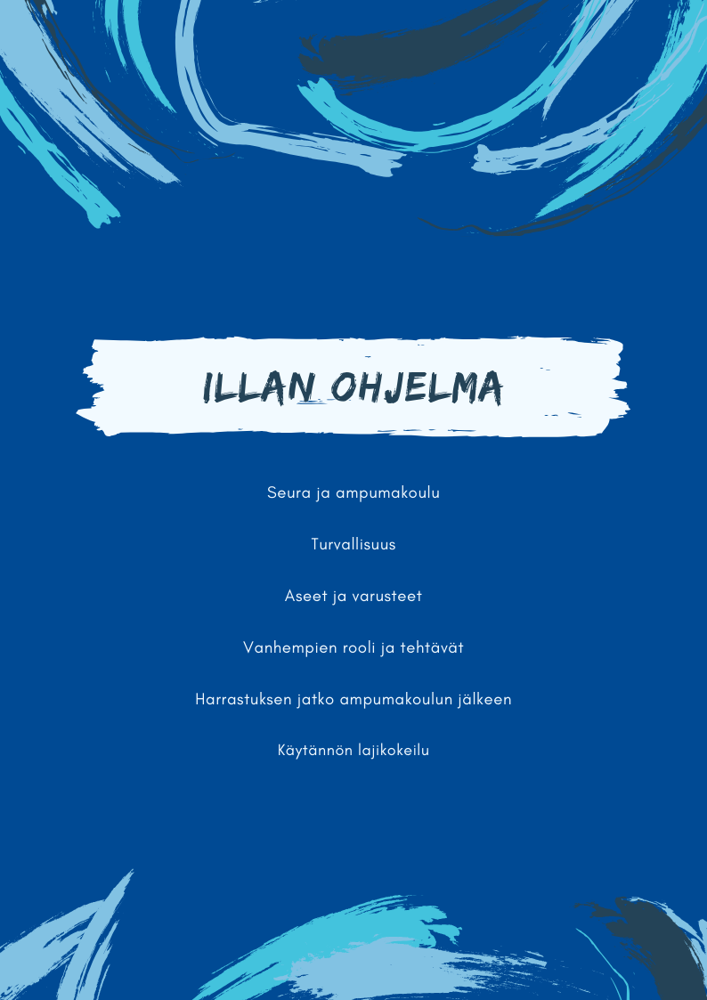 ILLAN OHJELMA
Seura ja ampumakoulu
Turvallisuus
Aseet ja varusteet
Vanhempien rooli ja tehtävät
Harrastuksen jatko ampumakoulun jälkeen
Käytännön lajikokeilu